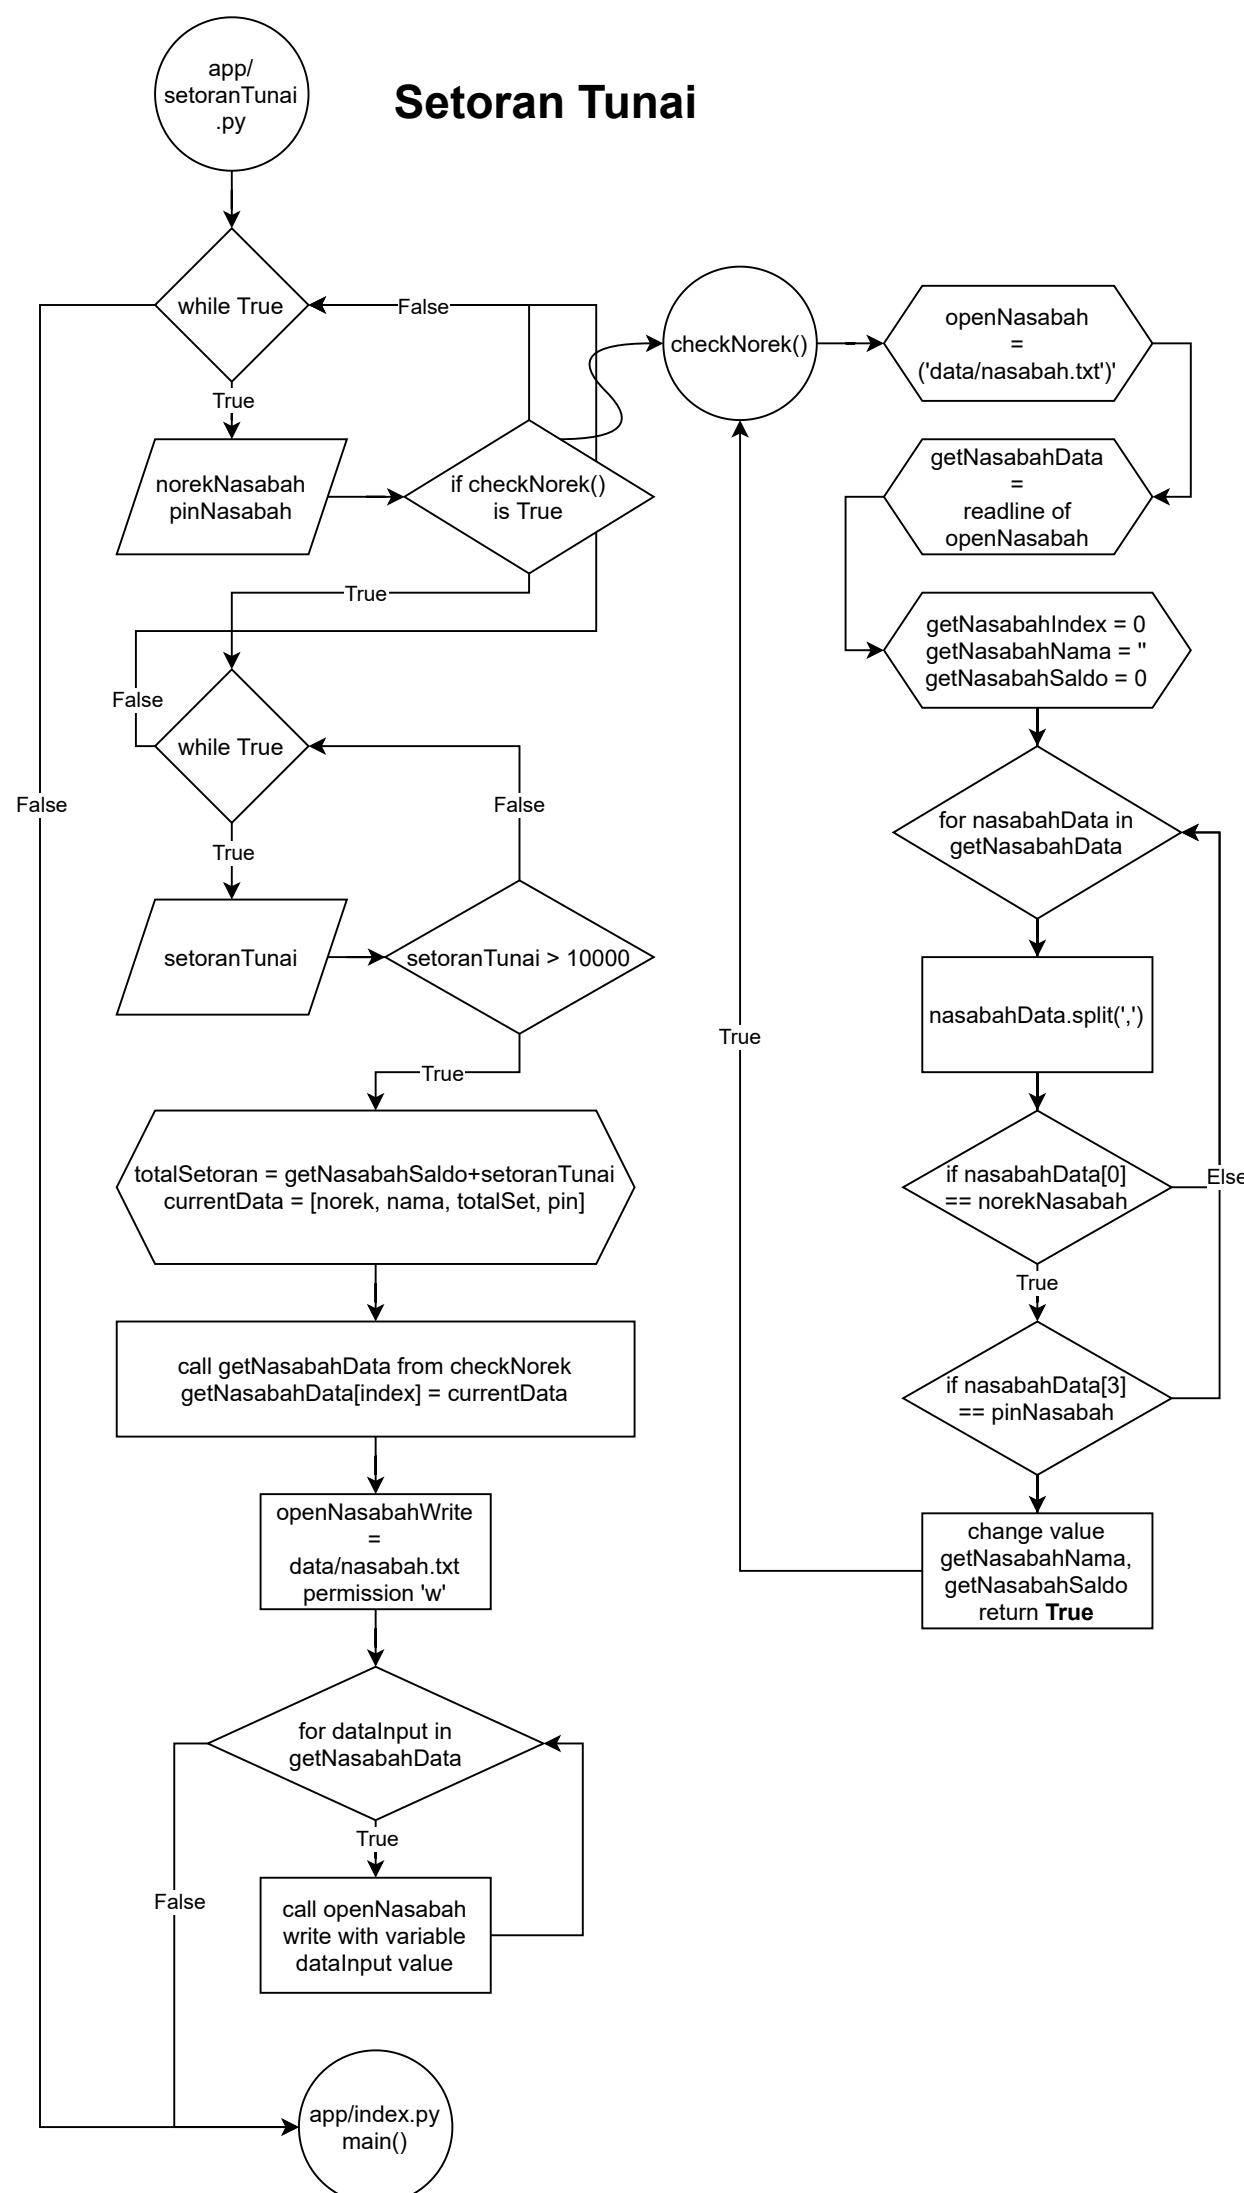 app/
setoranTunai
.py
Setoran Tunai
while True
False
True
norekNasabah
pinNasabah
if checkNorek()
is True
True
False
while True
False
False
True
setoranTunai
setoranTunai > 10000
True
totalSetoran = getNasabahSaldo+setoranTunai
currentData = [norek, nama, totalSet, pin]
call getNasabahData from checkNorek
getNasabahData[index] = currentData
openNasabahWrite
=
data/nasabah.txt
permission 'w'
for dataInput in
getNasabahData
True
False
call openNasabah
write with variable
dataInput value
app/index.py
main()
checkNorek()
openNasabah
=
('data/nasabah.txt')'
getNasabahData
=
readline of
openNasabah
getNasabahIndex = 0
getNasabahNama = ''
getNasabahSaldo = 0
for nasabahData in
getNasabahData
nasabahData.split(',')
True
if nasabahData[0]
== norekNasabah
Else
True
if nasabahData[3]
== pinNasabah
change value
getNasabahNama,
getNasabahSaldo
return True